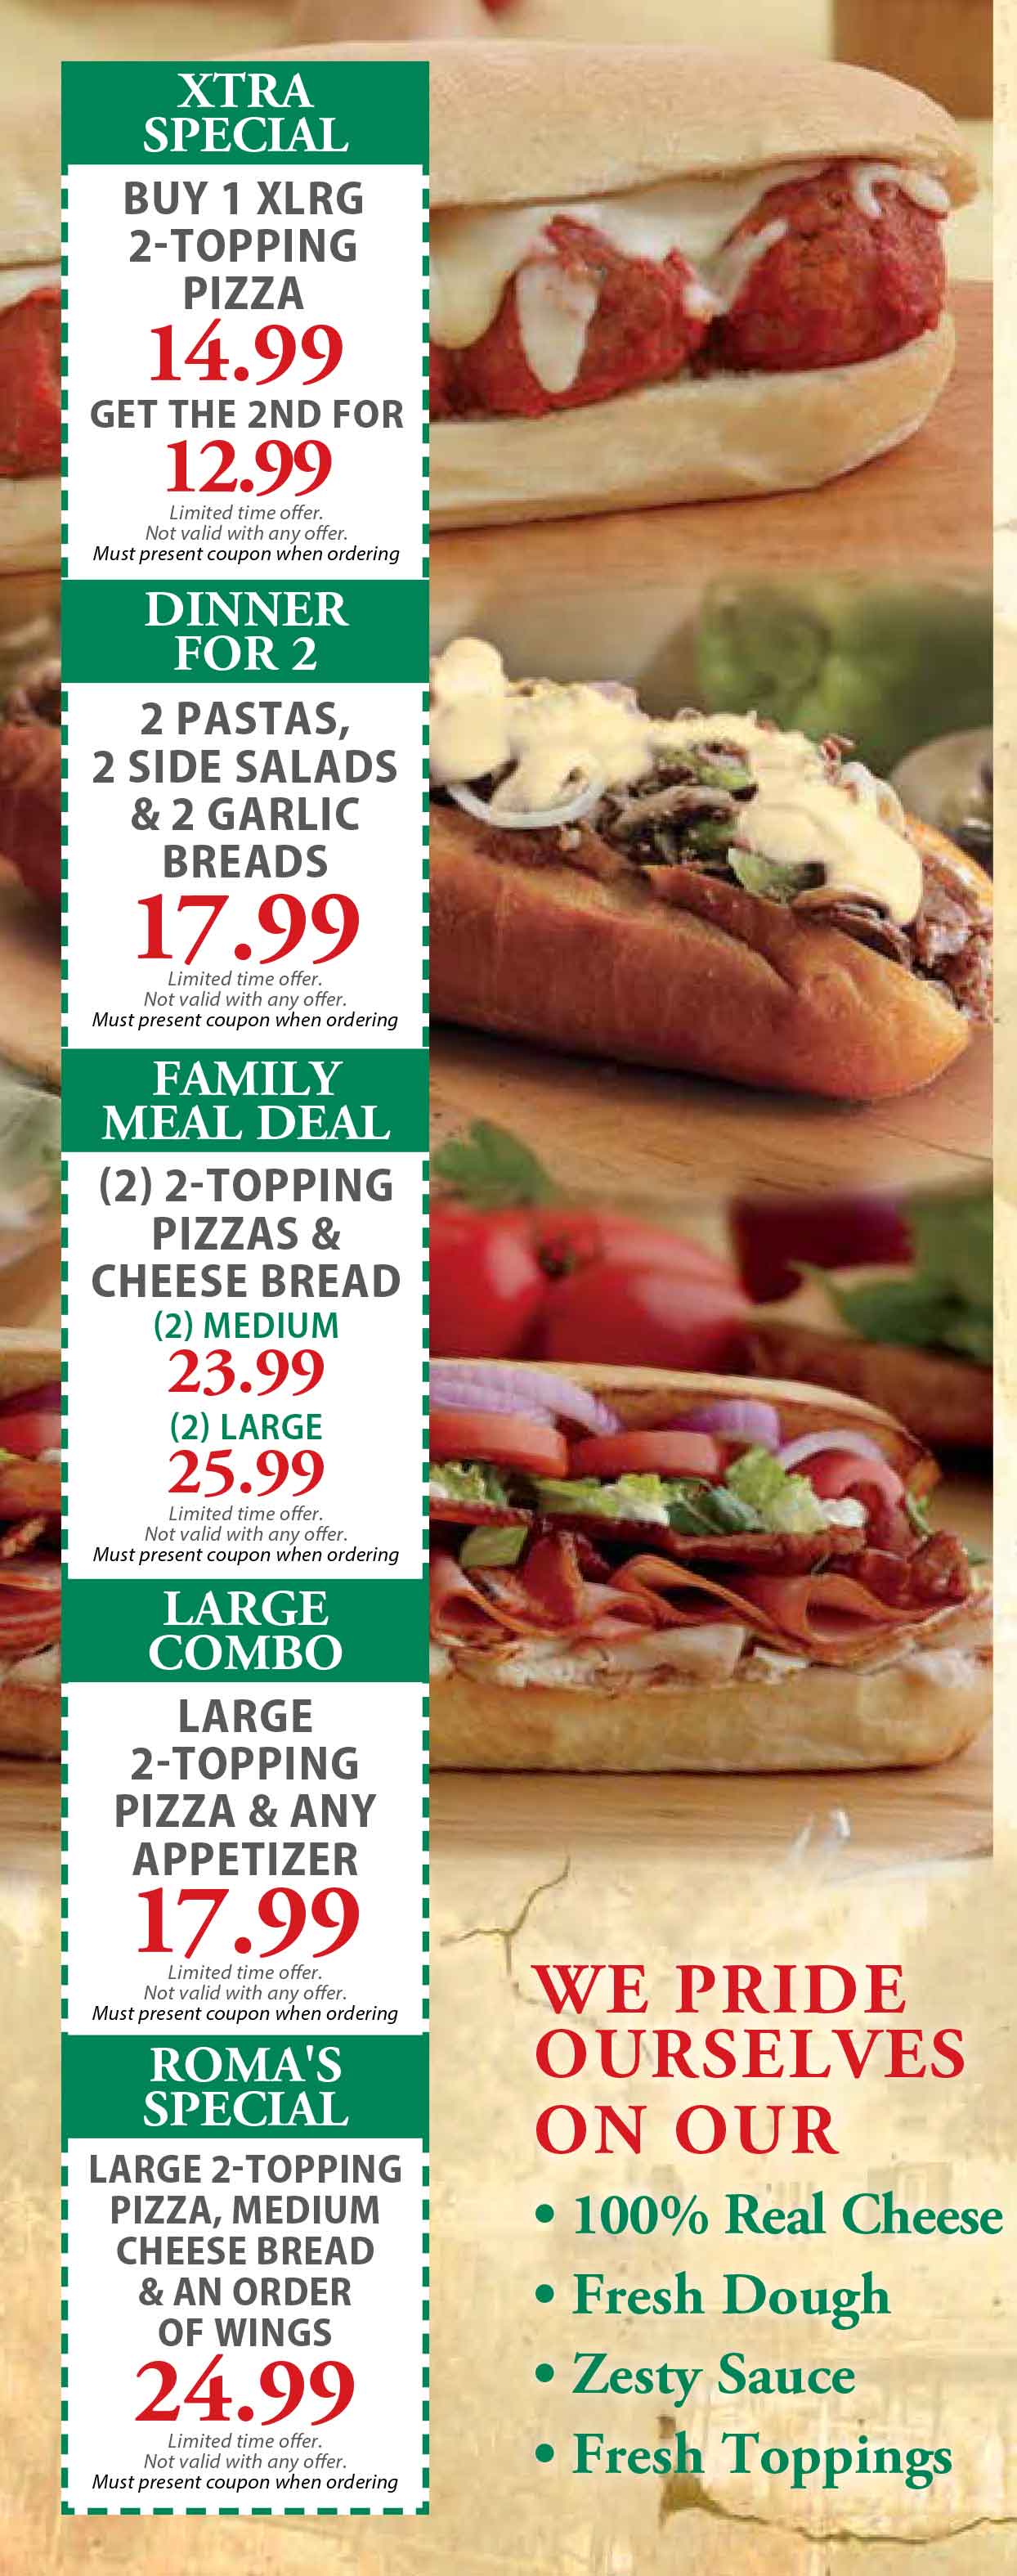 XTRA
SPECIAL
BUY 1 XLRG
2-TOPPING
PIZZA
14.99
GET THE 2ND FOR
12.99
Limited time offer.
Not valid with any offer.
Must present coupon when ordering
DINNER
FOR 2
2 PASTAS,
2 SIDE SALADS
& 2 GARLIC
BREADS
17.99
Limited time offer.
Not valid with any offer.
Must present coupon when ordering
FAMILY
MEAL DEAL
(2) 2-TOPPING
PIZZAS &
CHEESE BREAD
(2) MEDIUM
23.99
(2) LARGE
25.99
Limited time offer.
Not valid with any offer.
Must present coupon when ordering
LARGE
COMBO
LARGE
2-TOPPING
PIZZA & ANY
APPETIZER
17.99
Limited time offer.
Not valid with any offer.
Must present coupon when ordering
ROMA'S
SPECIAL
LARGE 2-TOPPING
PIZZA, MEDIUM
CHEESE BREAD
& AN ORDER
OF WINGS
24.99
Limited time offer.
Not valid with any offer.
Must present coupon when ordering
WE PRIDE
OURSELVES
ON OUR
• 100% Real Cheese
• Fresh Dough
• Zesty Sauce
• Fresh Toppings